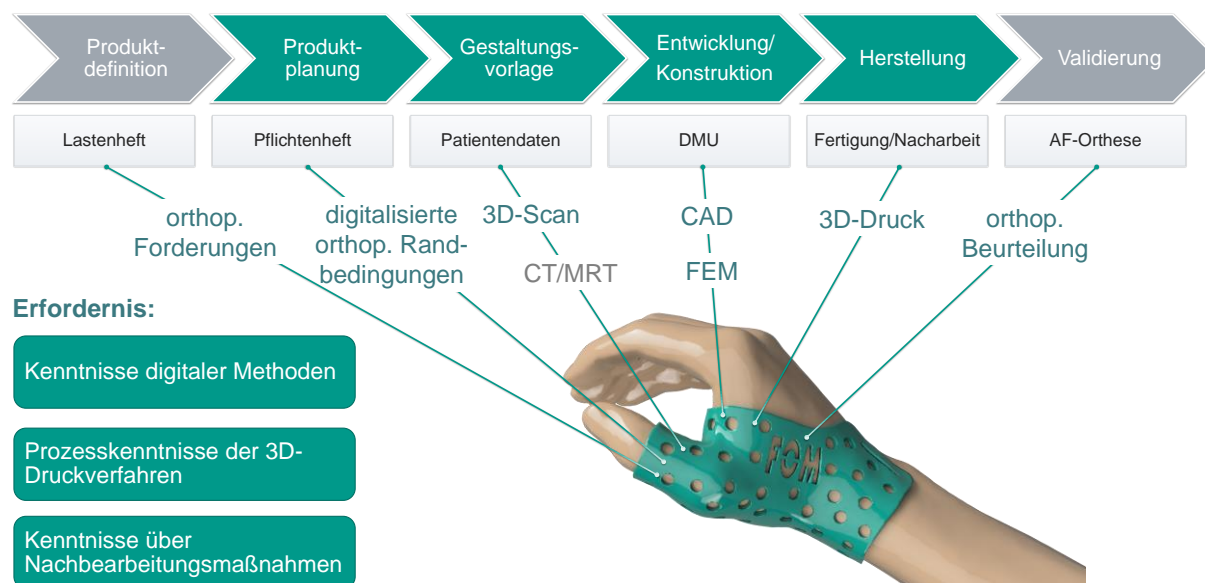 Produkt-
definition
Produkt-
planung
Gestaltungs-
vorlage
Entwicklung/
Konstruktion
Herstellung
Validierung
Lastenheft
Pflichtenheft
Patientendaten
DMU
Fertigung/Nacharbeit
AF-Orthese
orthop.
Forderungen
digitalisierte
orthop. Rand-
bedingungen
3D-Scan
CT/MRT
CAD
FEM
3D-Druck
orthop.
Beurteilung
Erfordernis:
Kenntnisse digitaler Methoden
Prozesskenntnisse der 3D-
Druckverfahren
Kenntnisse über
Nachbearbeitungsmaßnahmen
FOM